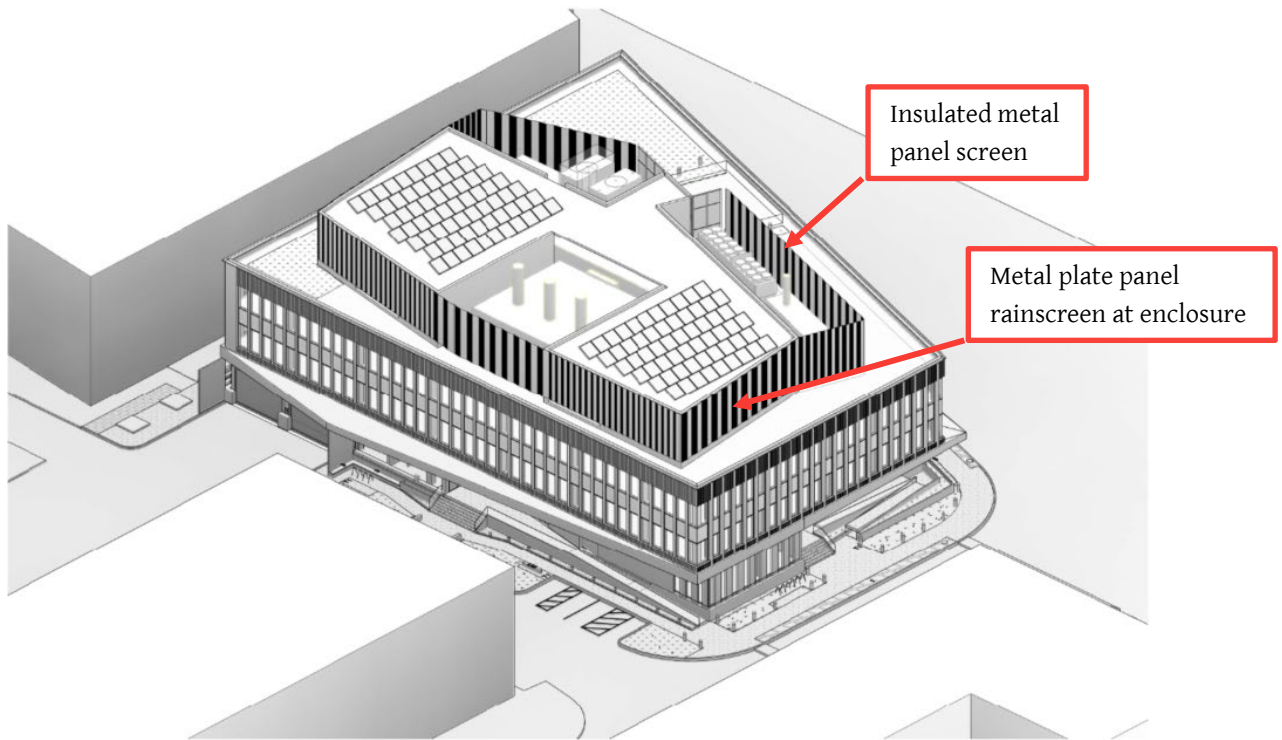 Insulated metal
panel screen
Metal plate panel
rainscreen at enclosure